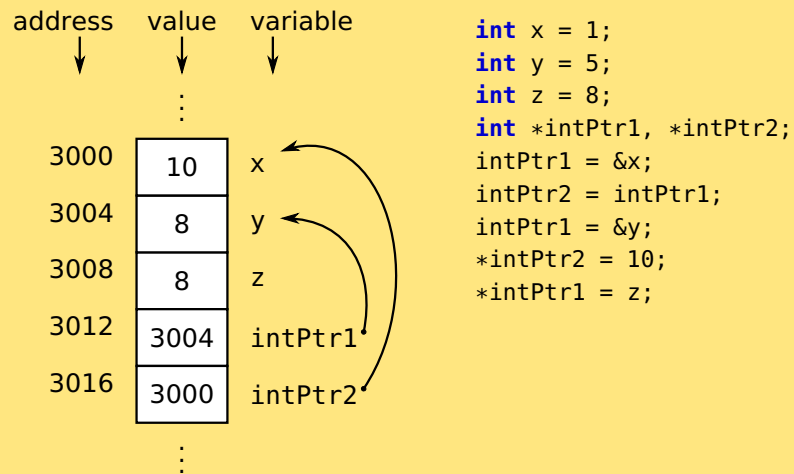 address value variable
⋮
3000 10 x
3004 8 y
3008 8 z
3012 3004 intPtr1
3016 3000 intPtr2
⋮
int x = 1;
int y = 5;
int z = 8;
int *intPtr1, *intPtr2;
intPtr1 = &x;
intPtr2 = intPtr1;
intPtr1 = &y;
*intPtr2 = 10;
*intPtr1 = z;